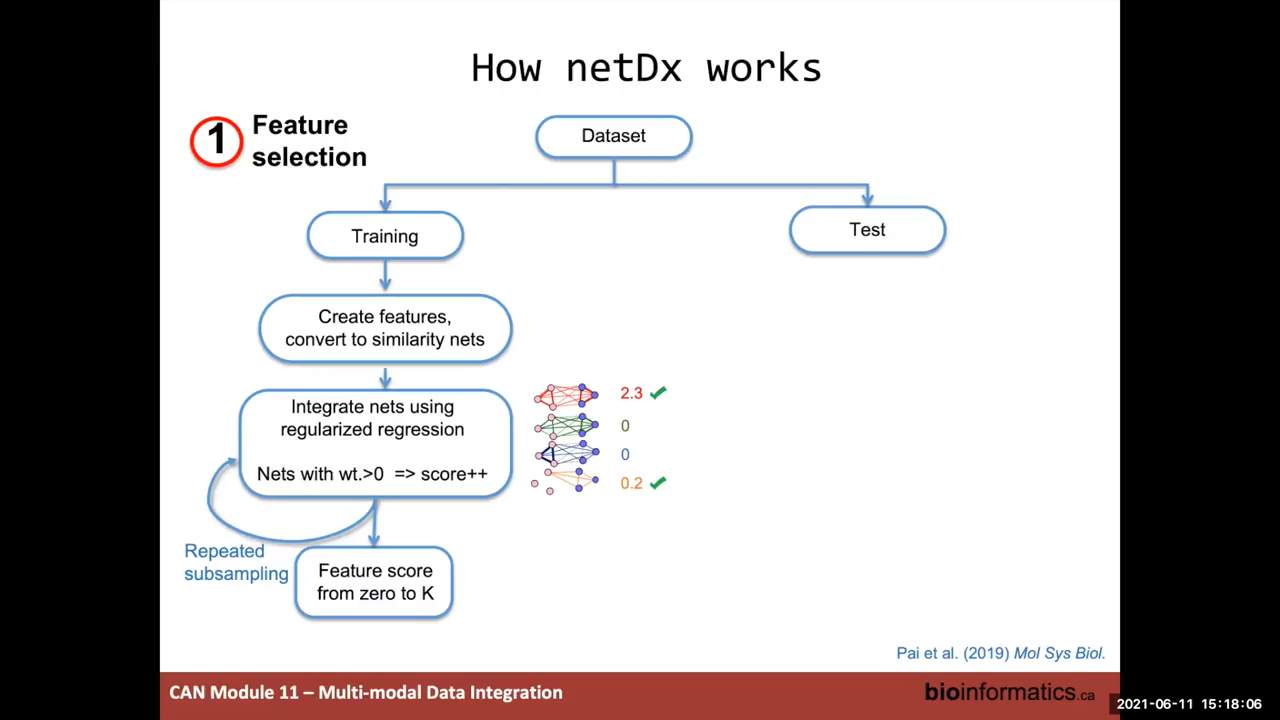 How netDx works
1
Feature
selection
Dataset
Training
Test
Create features,
convert to similarity nets
Integrate nets using
regularized regression
Nets with wt.>0 => score++
2.3
0
0
0.2
Repeated
subsampling
Feature score
from zero to K
Pai et al. (2019) Mol Sys Biol.
CAN Module 11 – Multi-modal Data Integration
bioinformatics.ca
2021-06-11 15:18:06